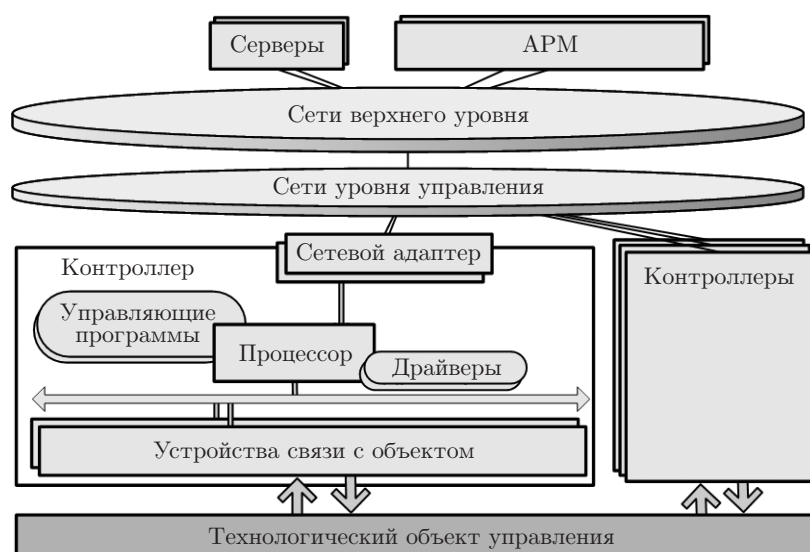 Серверы
АРМ
Сети верхнего уровня
Сети уровня управления
Сетевой адаптер
Контроллер
Контроллеры
Управляющие
программы
Процессор
Драйверы
Устройства связи с объектом
Технологический объект управления